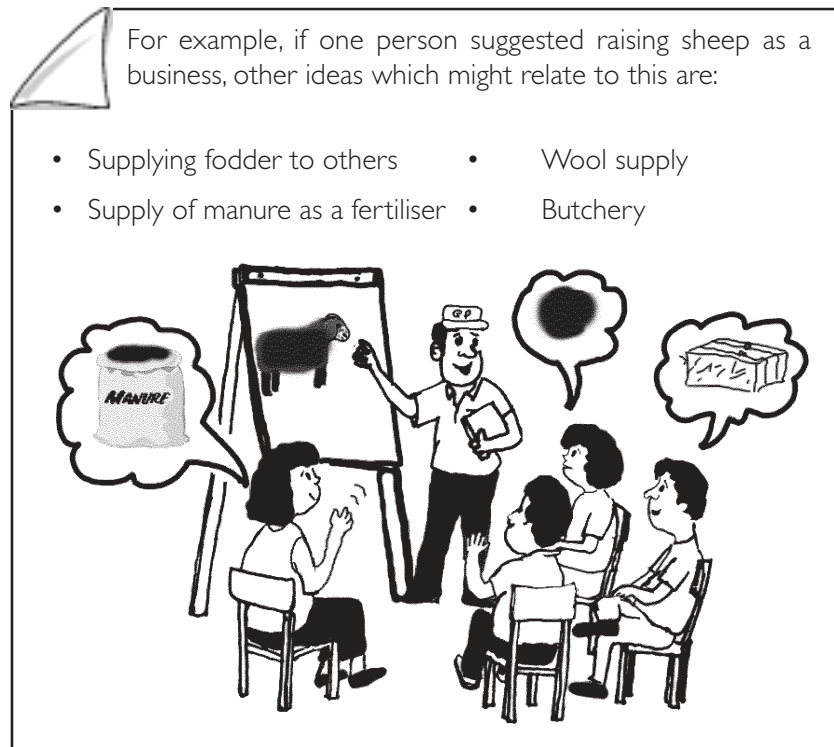 For example, if one person suggested raising sheep as a
business, other ideas which might relate to this are:
• Supplying fodder to others • Wool supply
• Supply of manure as a fertiliser • Butchery
GP
MANURE